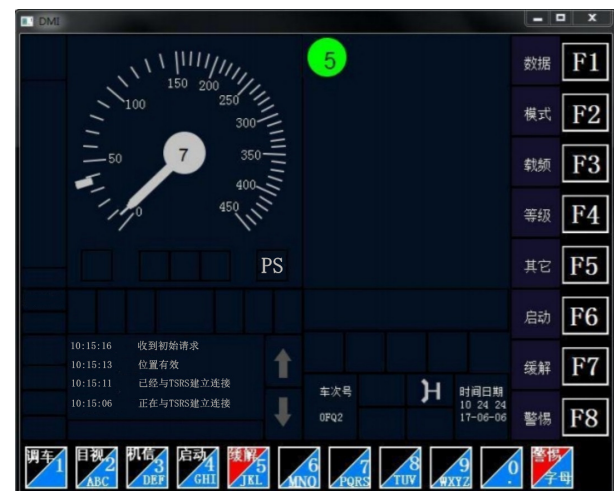 DMI
5
数据 F1
模式 F2
载频 F3
等级 F4
其它 F5
启动 F6
缓解 F7
警惕 F8
0
50
100
150
200
250
300
350
400
450
7
PS
10:15:16 收到初始请求
10:15:13 位置有效
10:15:11 已经与TSRS建立连接
10:15:06 正在与TSRS建立连接
车次号
0FQ2
时间日期
10 24 24
17-06-06
调车 1
目视 2 ABC
机信 3 DEF
启动 4 GHI
缓解 5 JKL
6 MNO
7 PQRS
8 TUV
9 WXYZ
0 .
警惕 字母